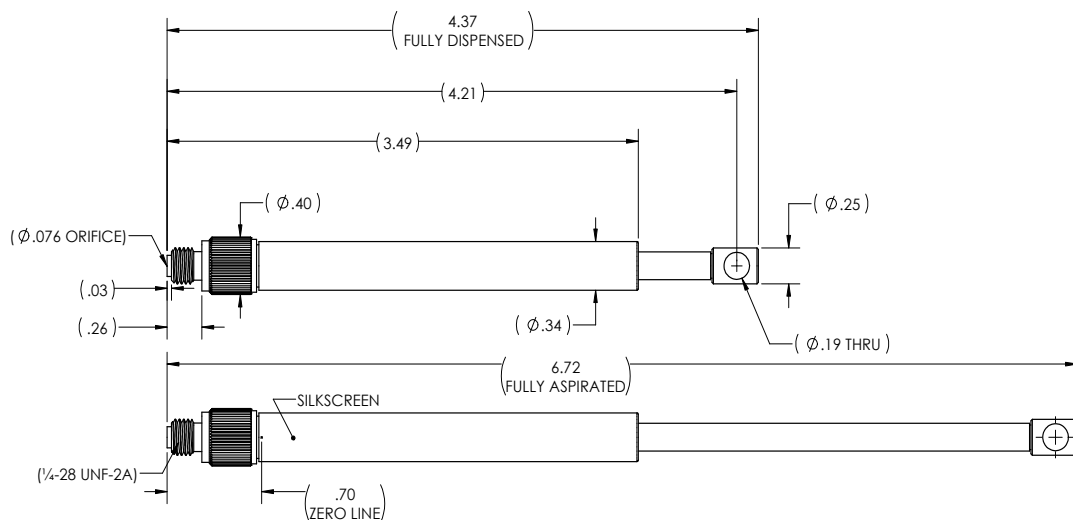 4.37
FULLY DISPENSED
(4.21)
(3.49)
(Ø.40)
(Ø.25)
(Ø.076 ORIFICE)
(.03)
(.26)
(Ø.34)
(Ø.19 THRU)
6.72
FULLY ASPIRATED
SILKSCREEN
(¼-28 UNF-2A)
.70
ZERO LINE